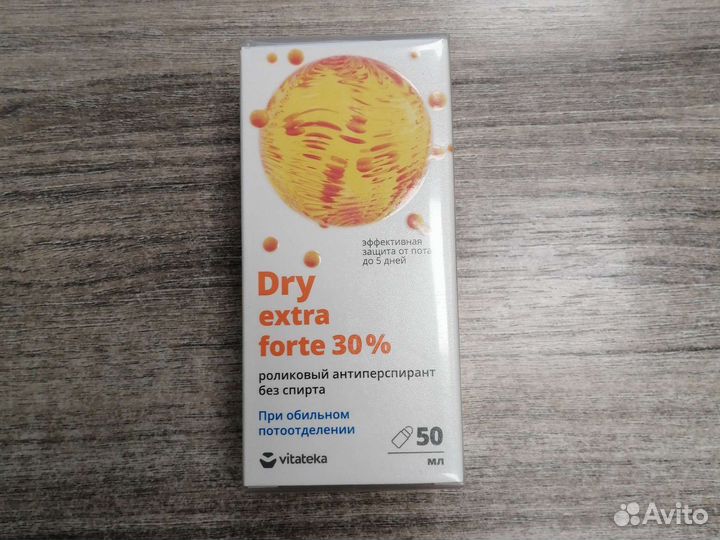 эффективная
защита от пота
до 5 дней
Dry
extra
forte 30%
роликовый антиперспирант
без спирта
При обильном
потоотделении
vitateka
50
мл
Avito